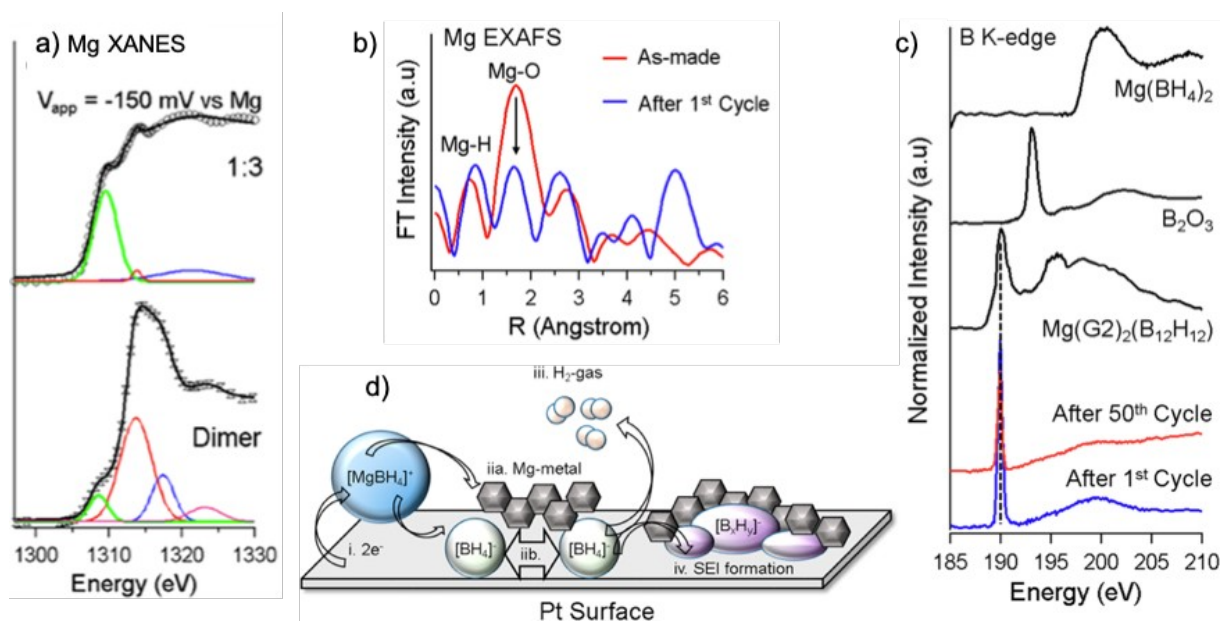 a) Mg XANES
V_app = -150 mV vs Mg
1:3
Dimer
1300 1310 1320 1330
Energy (eV)
b) Mg EXAFS
Mg-O
As-made
After 1st Cycle
Mg-H
FT Intensity (a.u)
0 1 2 3 4 5 6
R (Angstrom)
c) B K-edge
Mg(BH₄)₂
B₂O₃
Mg(G2)₂(B₁₂H₁₂)
After 50th Cycle
After 1st Cycle
Normalized Intensity (a.u)
185 190 195 200 205 210
Energy (eV)
d)
iii. H₂-gas
[MgBH₄]⁺
iia. Mg-metal
i. 2e⁻
[BH₄]⁻
iib.
[BH₄]⁻
[BₓHᵧ]⁻
iv. SEI formation
Pt Surface